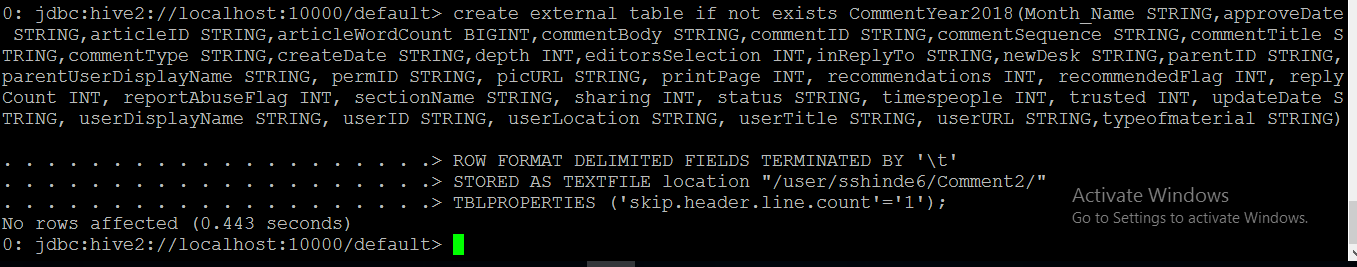 0: jdbc:hive2://localhost:10000/default> create external table if not exists CommentYear2018(Month_Name STRING,approveDate
STRING,articleID STRING,articleWordCount BIGINT,commentBody STRING,commentID STRING,commentSequence STRING,commentTitle S
TRING,commentType STRING,createDate STRING,depth INT,editorsSelection INT,inReplyTo STRING,newDesk STRING,parentID STRING,
parentUserDisplayName STRING, permID STRING, picURL STRING, printPage INT, recommendations INT, recommendedFlag INT, reply
Count INT, reportAbuseFlag INT, sectionName STRING, sharing INT, status STRING, timespeople INT, trusted INT, updateDate S
TRING, userDisplayName STRING, userID STRING, userLocation STRING, userTitle STRING, userURL STRING,typeofmaterial STRING)
. . . . . . . . . . . . . . . . . . . . . . . .> ROW FORMAT DELIMITED FIELDS TERMINATED BY '\t'
. . . . . . . . . . . . . . . . . . . . . . . .> STORED AS TEXTFILE location "/user/sshinde6/Comment2/"
. . . . . . . . . . . . . . . . . . . . . . . .> TBLPROPERTIES ('skip.header.line.count'='1');
No rows affected (0.443 seconds)
0: jdbc:hive2://localhost:10000/default>
Activate Windows
Go to Settings to activate Windows.